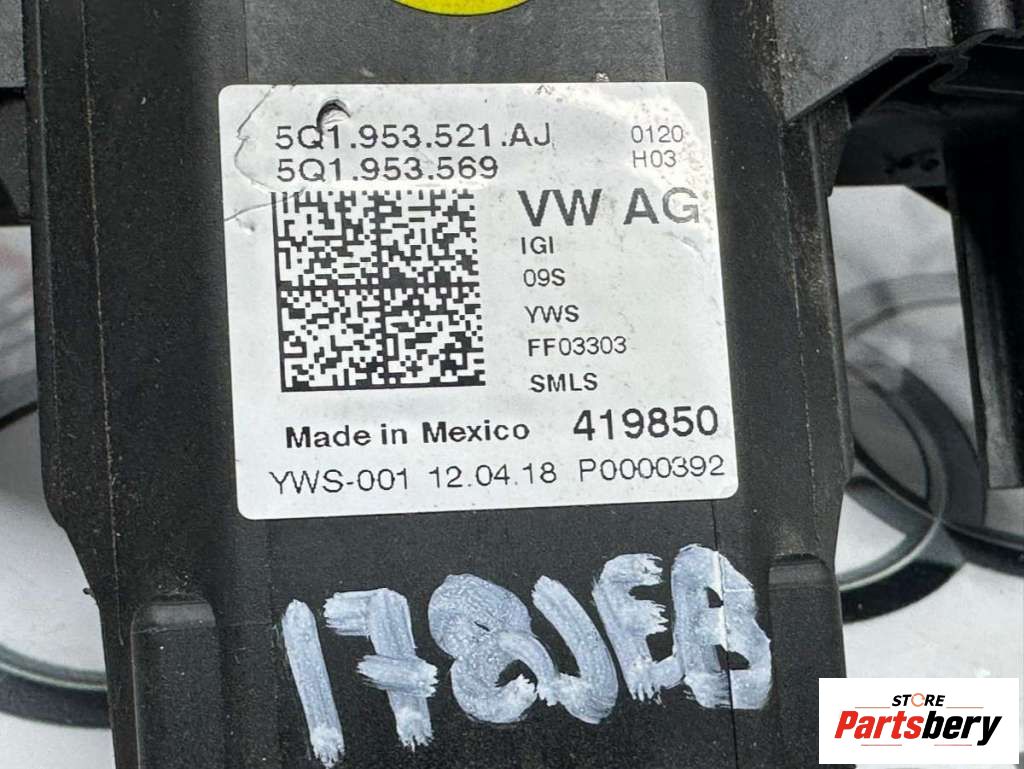 5Q1.953.521.AJ 0120
5Q1.953.569 H03
VW AG
IGI
09S
YWS
FF03303
SMLS
Made in Mexico 419850
YWS-001 12.04.18 P0000392
STORE
Partsbery